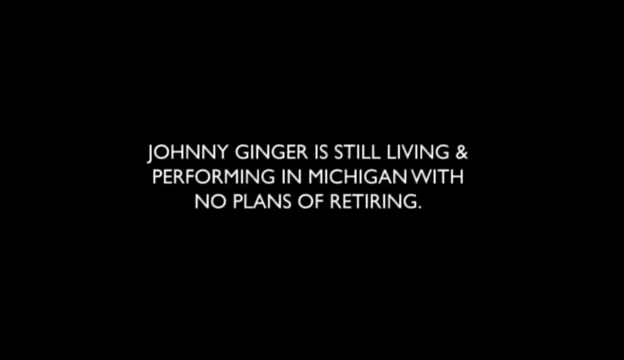 JOHNNY GINGER IS STILL LIVING &
PERFORMING IN MICHIGAN WITH
NO PLANS OF RETIRING.